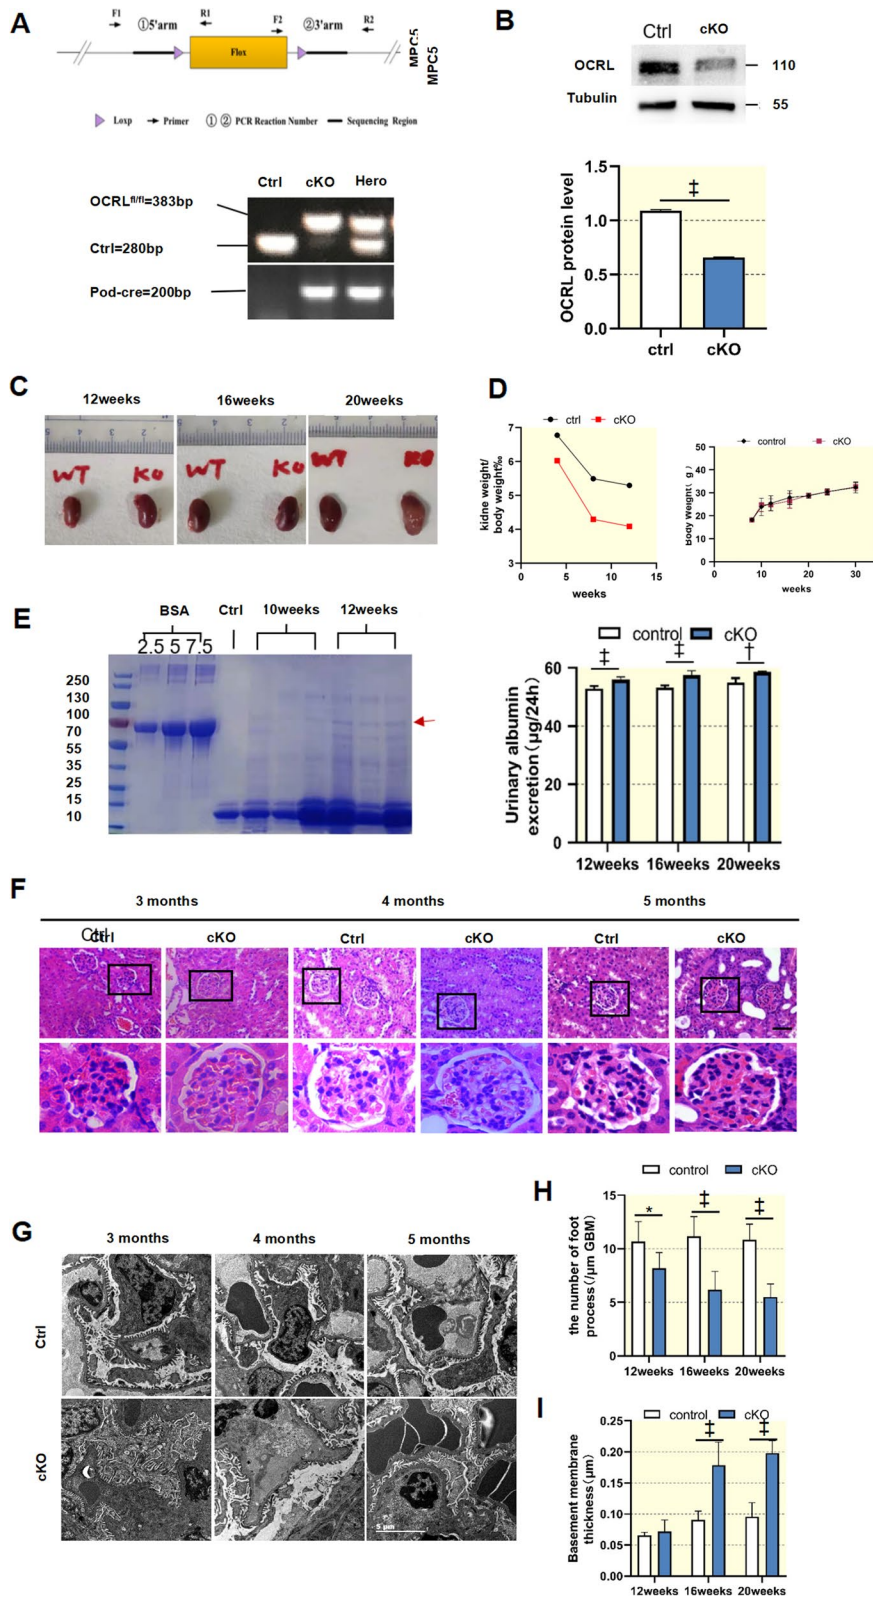 A
F1 ①5'arm R1 F2 ②3'arm R2
Flox
MPC5
MPC5
Loxp Primer ① ② PCR Reaction Number Sequencing Region
Ctrl cKO Hero
OCRLfl/fl=383bp
Ctrl=280bp
Pod-cre=200bp
B
Ctrl cKO
OCRL 110
Tubulin 55
OCRL protein level
1.5
1.0
0.5
0.0
‡
ctrl cKO
C
12weeks 16weeks 20weeks
WT KO WT KO WT KO
D
ctrl cKO
kidne weight/
body weight‰
7
6
5
4
3
0 5 10 15
weeks
control cKO
Body Weight( g)
50
40
30
20
10
0
0 10 20 30
weeks
E
BSA Ctrl 10weeks 12weeks
2.5 5 7.5
250
130
100
70
55
35
25
15
10
control cKO
Urinary albumin
excretion(μg/24h)
60
40
20
0
‡ ‡ †
12weeks 16weeks 20weeks
F
3 months 4 months 5 months
Ctrl
Ctrl cKO Ctrl cKO Ctrl cKO
G
3 months 4 months 5 months
Ctrl
cKO
5 μm
H
control cKO
the number of foot
process(/μm GBM)
15
10
5
0
* ‡ ‡
12weeks 16weeks 20weeks
I
control cKO
Basement membrane
thickness(μm)
0.25
0.20
0.15
0.10
0.05
0.00
‡ ‡
12weeks 16weeks 20weeks